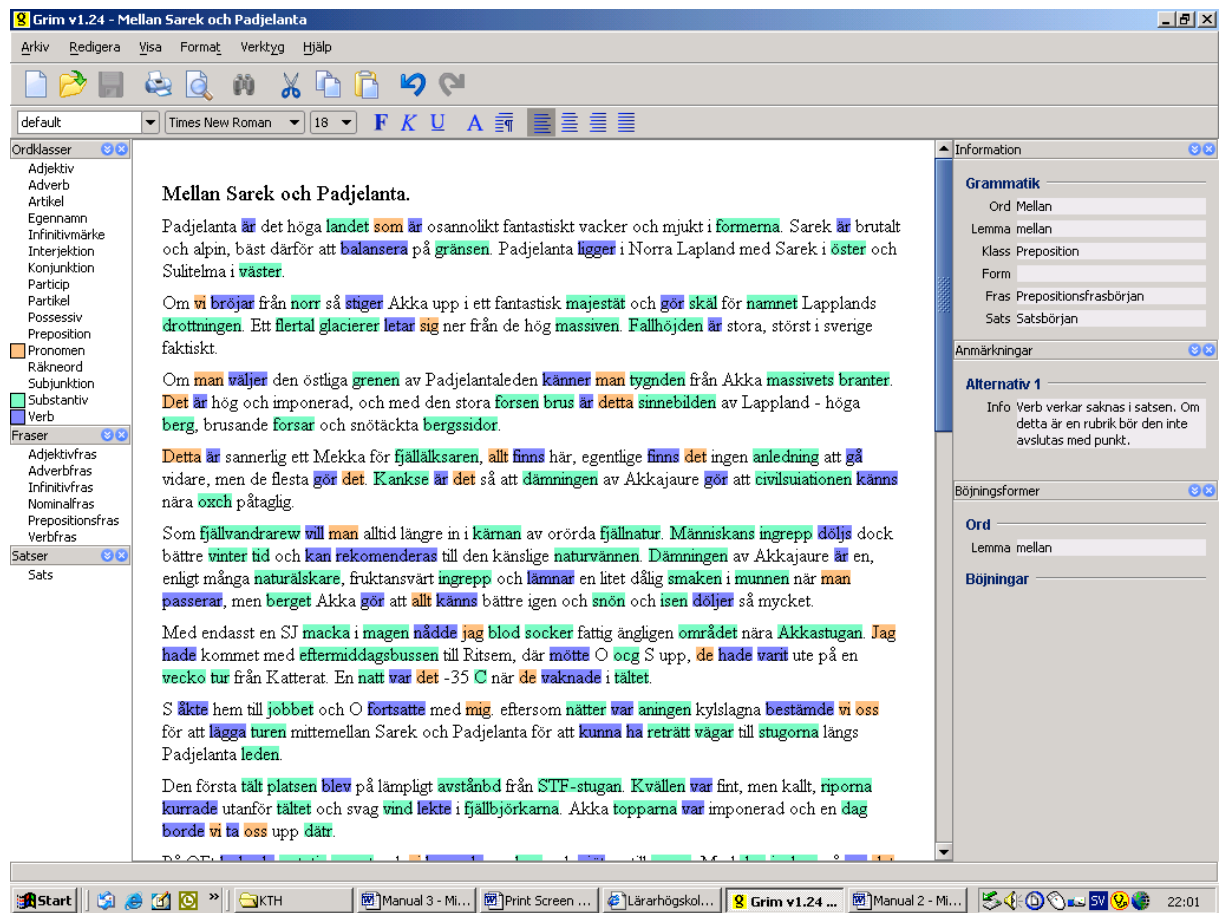 Grim v1.24 - Mellan Sarek och Padjelanta
Arkiv Redigera Visa Format Verktyg Hjälp
default Times New Roman 18 F K U A
Ordklasser
Adjektiv
Adverb
Artikel
Egennamn
Infinitivmärke
Interjektion
Konjunktion
Particip
Partikel
Possessiv
Preposition
Pronomen
Räkneord
Subjunktion
Substantiv
Verb
Fraser
Adjektivfras
Adverbfras
Infinitivfras
Nominalfras
Prepositionsfras
Verbfras
Satser
Sats
Mellan Sarek och Padjelanta.
Padjelanta är det höga landet som är osannolikt fantastiskt vacker och mjukt i formerna. Sarek är brutalt
och alpin, bäst därför att balansera på gränsen. Padjelanta ligger i Norra Lapland med Sarek i öster och
Sulitelma i väster.
Om vi bröjar från norr så stiger Akka upp i ett fantastisk majestät och gör skäl för namnet Lapplands
drottningen. Ett flertal glacierer letar sig ner från de hög massiven. Fallhöjden är stora, störst i sverige
faktiskt.
Om man väljer den östliga grenen av Padjelantaleden känner man tygnden från Akka massivets branter.
Det är hög och imponerad, och med den stora forsen brus är detta sinnebilden av Lappland - höga
berg, brusande forsar och snötäckta bergssidor.
Detta är sannerlig ett Mekka för fjällälksaren, allt finns här, egentlige finns det ingen anledning att gå
vidare, men de flesta gör det. Kankse är det så att dämningen av Akkajaure gör att civilsuiationen känns
nära oxch påtaglig.
Som fjällvandrarew vill man alltid längre in i kärnan av orörda fjällnatur. Människans ingrepp döljs dock
bättre vinter tid och kan rekomenderas till den känslige naturvännen. Dämningen av Akkajaure är en,
enligt många naturälskare, fruktansvärt ingrepp och lämnar en litet dålig smaken i munnen när man
passerar, men berget Akka gör att allt känns bättre igen och snön och isen döljer så mycket.
Med endasst en SJ macka i magen nådde jag blod socker fattig ängligen området nära Akkastugan. Jag
hade kommet med eftermiddagsbussen till Ritsem, där mötte O ocg S upp, de hade varit ute på en
vecko tur från Katterat. En natt var det -35 C när de vaknade i tältet.
S åkte hem till jobbet och O fortsatte med mig. eftersom nätter var aningen kylslagna bestämde vi oss
för att lägga turen mittemellan Sarek och Padjelanta för att kunna ha reträtt vägar till stugorna längs
Padjelanta leden.
Den första tält platsen blev på lämpligt avstånbd från STF-stugan. Kvällen var fint, men kallt, riporna
kurrade utanför tältet och svag vind lekte i fjällbjörkarna. Akka topparna var imponerad och en dag
borde vi ta oss upp dätr.
Information
Grammatik
Ord Mellan
Lemma mellan
Klass Preposition
Form
Fras Prepositionsfrasbörjan
Sats Satsbörjan
Anmärkningar
Alternativ 1
Info Verb verkar saknas i satsen. Om
detta är en rubrik bör den inte
avslutas med punkt.
Böjningsformer
Ord
Lemma mellan
Böjningar
Start » KTH Manual 3 - Mi... Print Screen ... Lärarhögskol... Grim v1.24 ... Manual 2 - Mi... SV 22:01